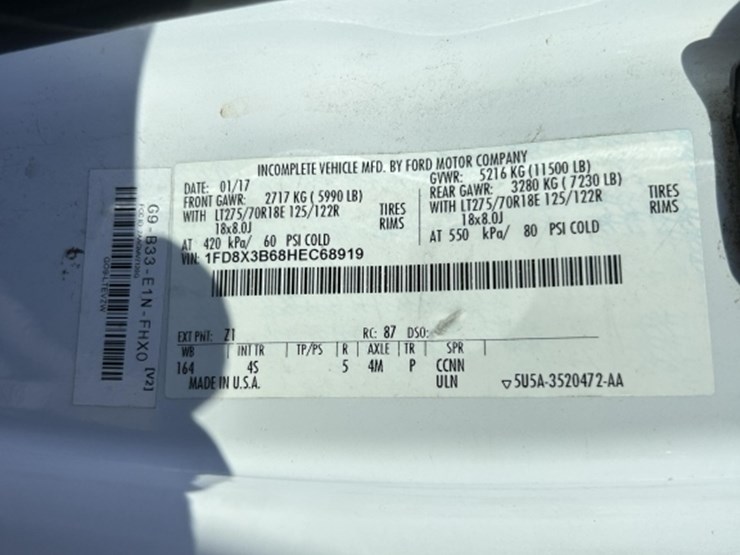 INCOMPLETE VEHICLE MFD. BY FORD MOTOR COMPANY
DATE: 01/17
GVWR: 5216 KG (11500 LB)
FRONT GAWR: 2717 KG ( 5990 LB)
REAR GAWR: 3280 KG ( 7230 LB)
WITH LT275/70R18E 125/122R TIRES
WITH LT275/70R18E 125/122R TIRES
18x8.0J RIMS
18x8.0J RIMS
AT 420 kPa/ 60 PSI COLD
AT 550 kPa/ 80 PSI COLD
VIN: 1FD8X3B68HEC68919
EXT PNT: Z1 RC: 87 DSO:
WB | INT TR | TP/PS | R | AXLE | TR | SPR |
164 4S 5 4M P CCNN
MADE IN U.S.A. ULN ▽5U5A-3520472-AA
G9-B33-E1N-FHX0 [V2]